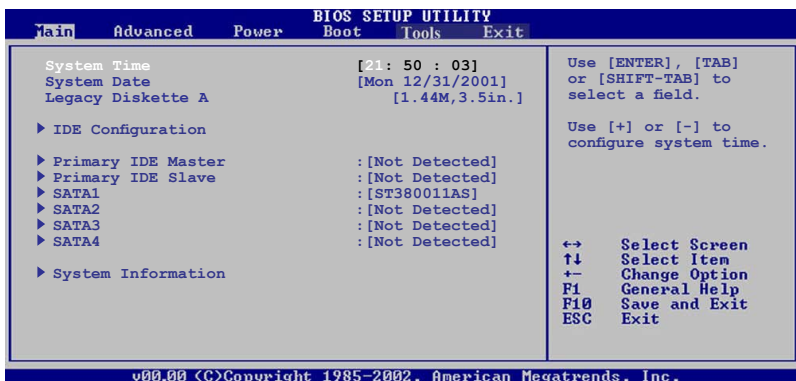 BIOS SETUP UTILITY
Main Advanced Power Boot Tools Exit
System Time [21: 50 : 03]
System Date [Mon 12/31/2001]
Legacy Diskette A [1.44M,3.5in.]
IDE Configuration
Primary IDE Master :[Not Detected]
Primary IDE Slave :[Not Detected]
SATA1 :[ST380011AS]
SATA2 :[Not Detected]
SATA3 :[Not Detected]
SATA4 :[Not Detected]
System Information
Use [ENTER], [TAB]
or [SHIFT-TAB] to
select a field.
Use [+] or [-] to
configure system time.
↔ Select Screen
↑↓ Select Item
+- Change Option
F1 General Help
F10 Save and Exit
ESC Exit
v00.00 (C)Copyright 1985-2002, American Megatrends, Inc.